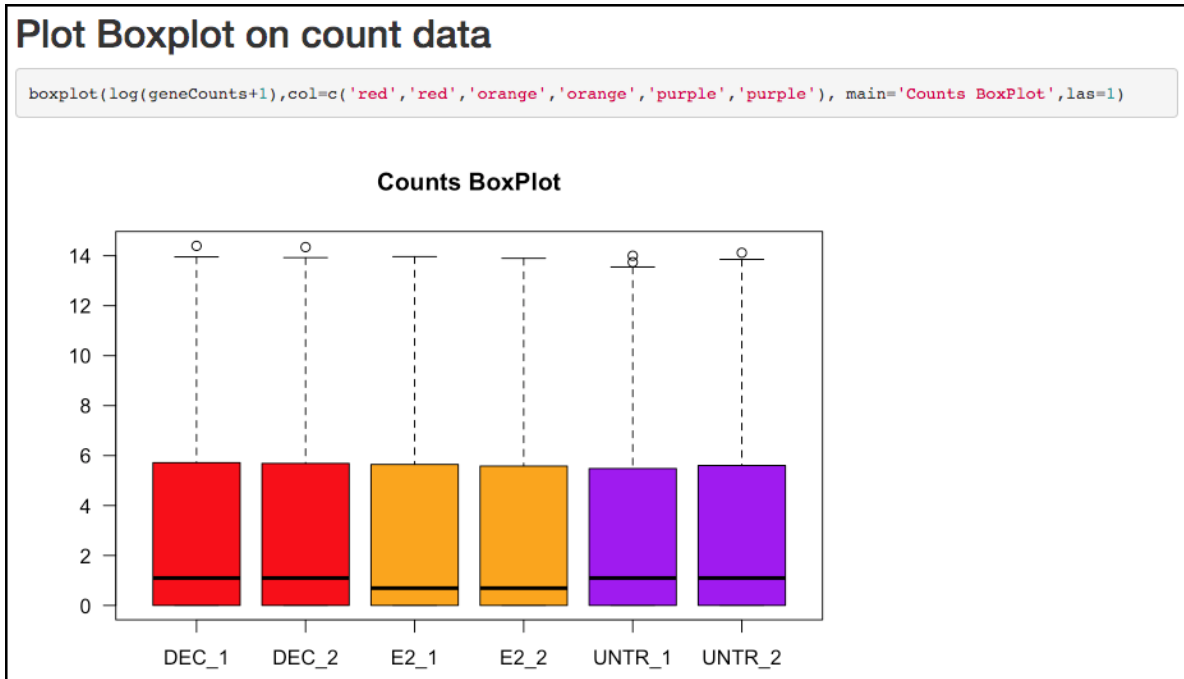 Plot Boxplot on count data
boxplot(log(geneCounts+1),col=c('red','red','orange','orange','purple','purple'), main='Counts BoxPlot',las=1)
Counts BoxPlot
14
12
10
8
6
4
2
0
DEC_1 DEC_2 E2_1 E2_2 UNTR_1 UNTR_2